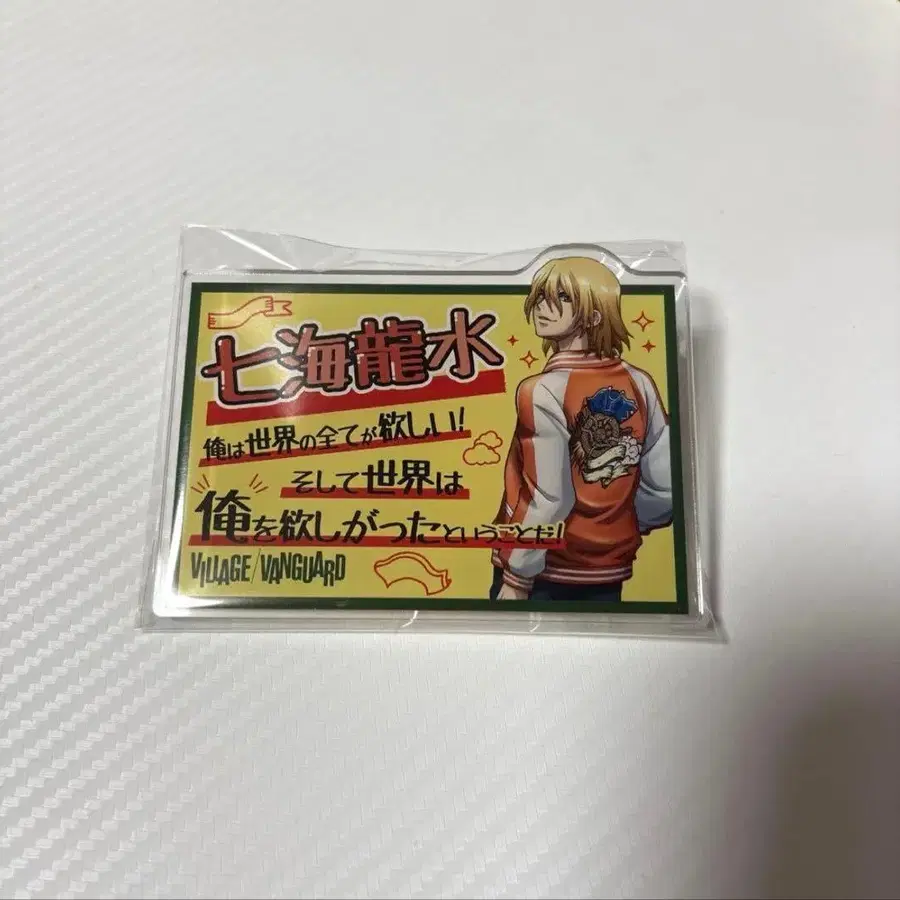 七海龍水
俺は世界の全てが欲しい!
そして世界は
俺を欲しがったということだ!
VILLAGE/VANGUARD